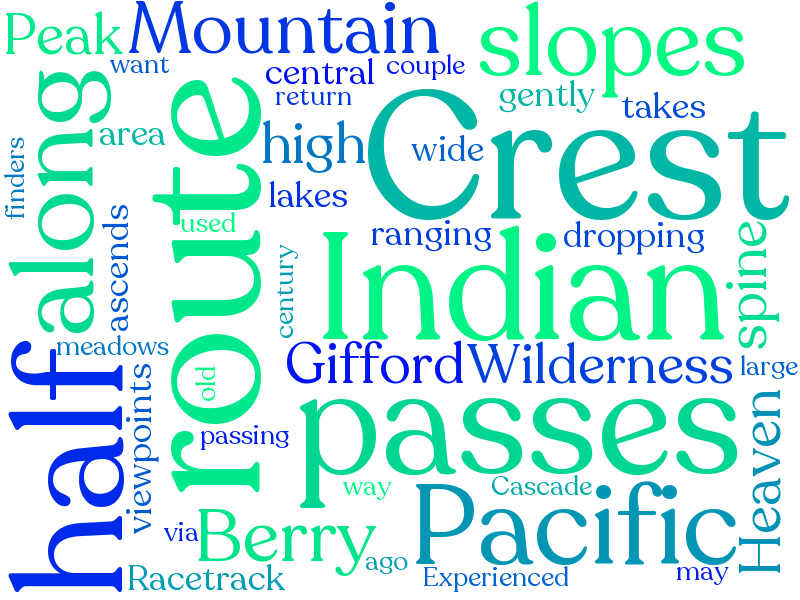 Peak
Mountain
slopes
want
central
couple
return
gently
takes
along
area
route
high
Crest
wide
finders
lakes
used
ascends
ranging
dropping
spine
century
Indian
meadows
Gifford
Wilderness
large
half
old
viewpoints
passing
passes
Heaven
way
Cascade
Pacific
via
Berry
ago
Racetrack
Experienced
may